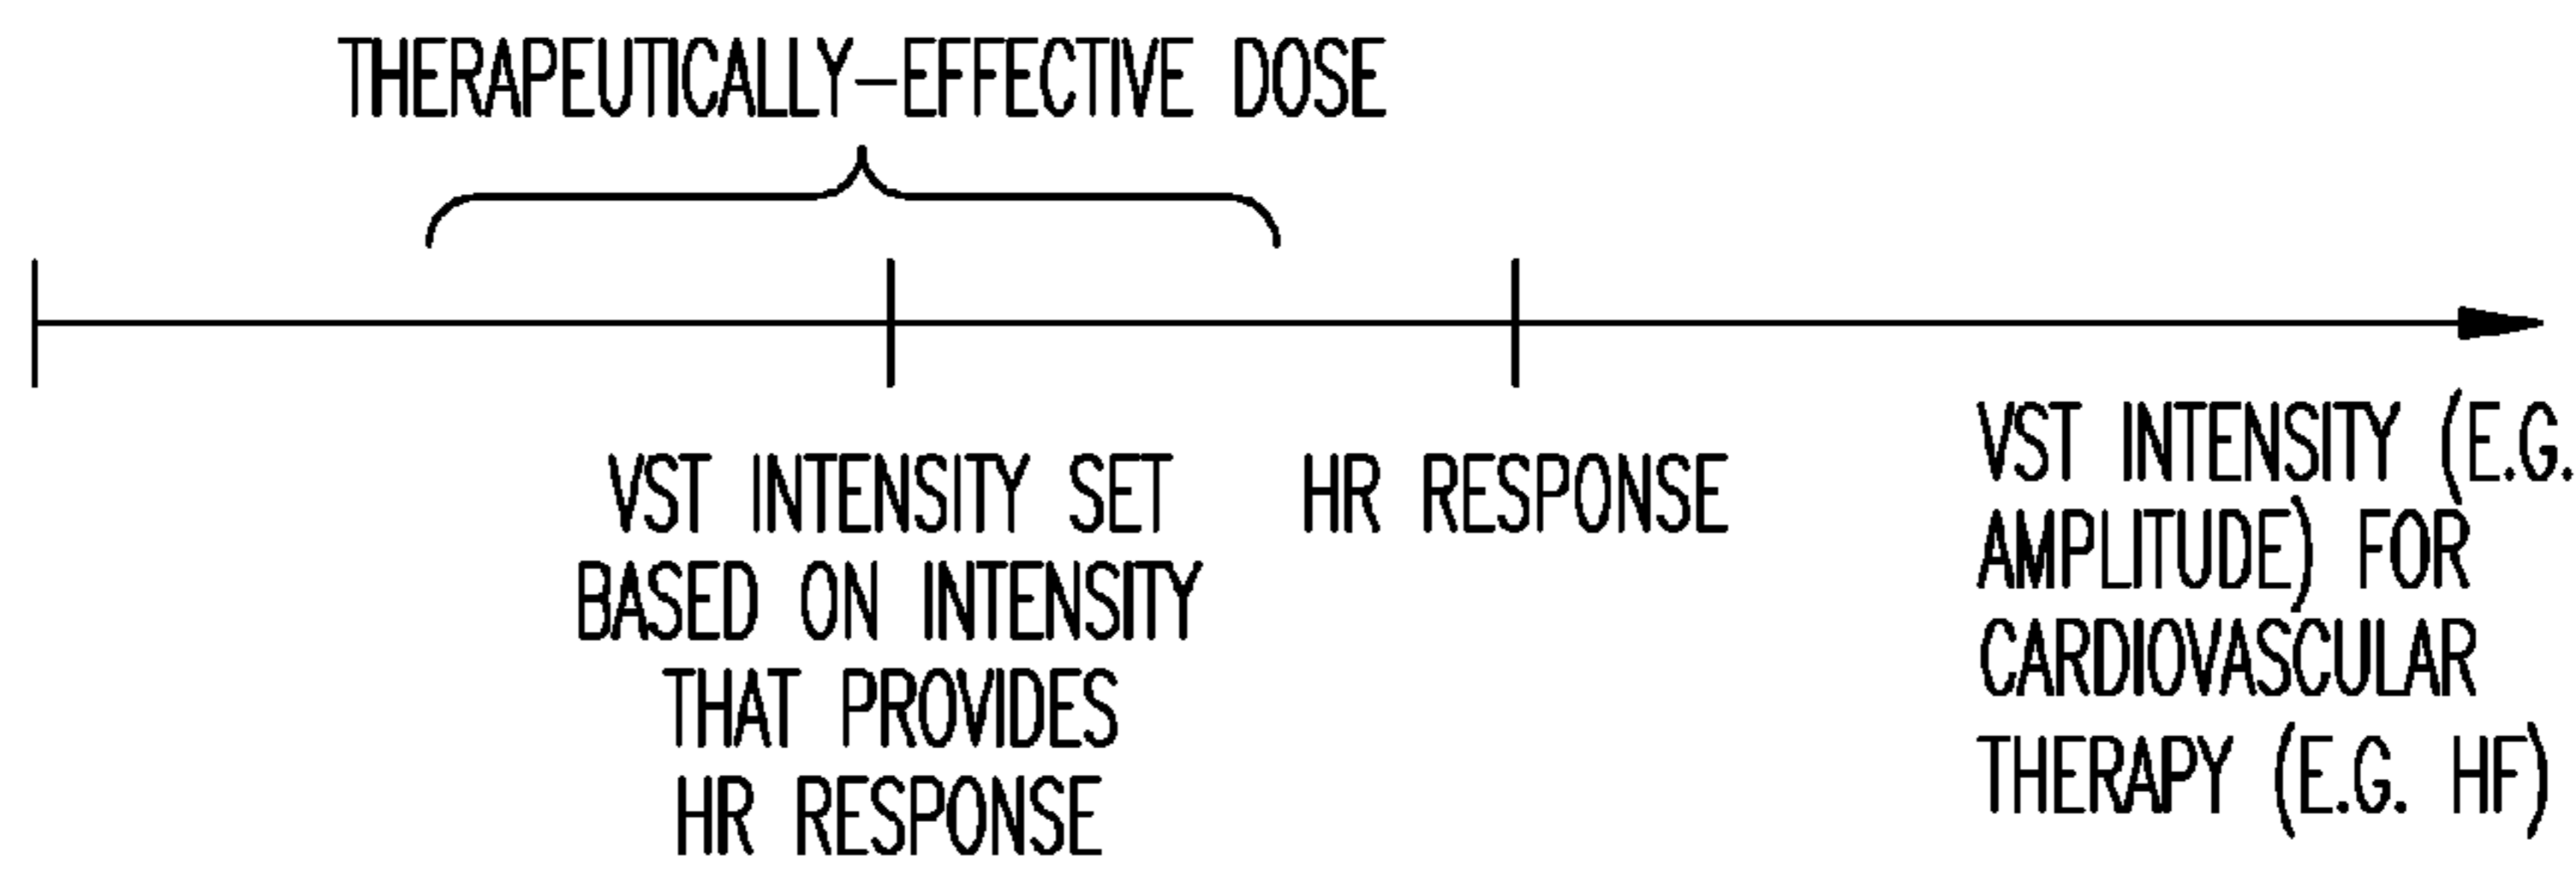 THERAPEUTICALLY-EFFECTIVE DOSE
VST INTENSITY SET
BASED ON INTENSITY
THAT PROVIDES
HR RESPONSE
HR RESPONSE
VST INTENSITY (E.G.
AMPLITUDE) FOR
CARDIOVASCULAR
THERAPY (E.G. HF)